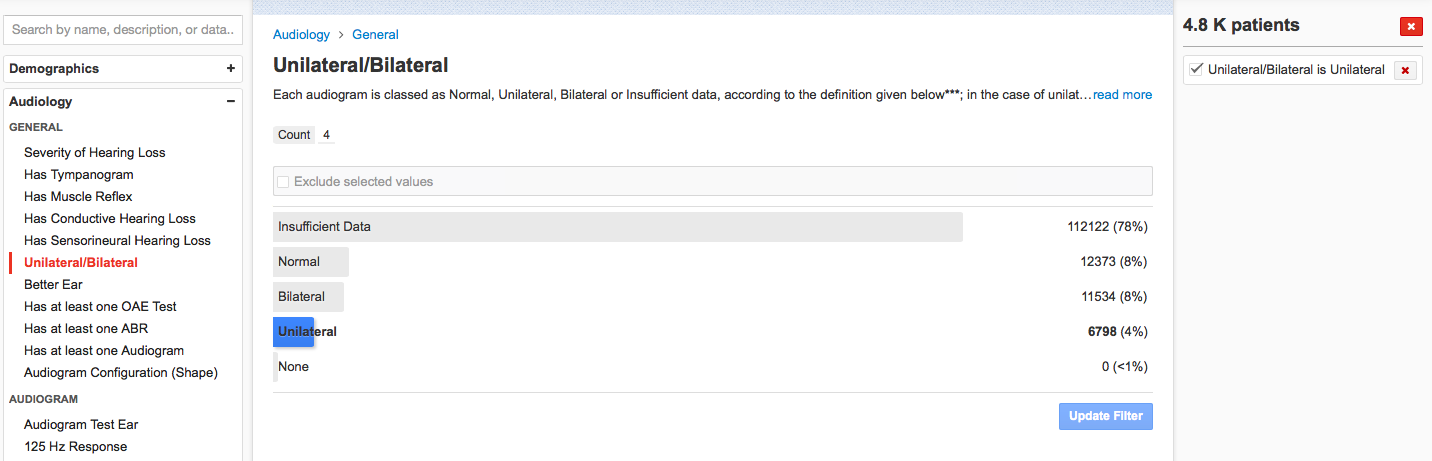 Search by name, description, or data..
Demographics +
Audiology −
GENERAL
Severity of Hearing Loss
Has Tympanogram
Has Muscle Reflex
Has Conductive Hearing Loss
Has Sensorineural Hearing Loss
Unilateral/Bilateral
Better Ear
Has at least one OAE Test
Has at least one ABR
Has at least one Audiogram
Audiogram Configuration (Shape)
AUDIOGRAM
Audiogram Test Ear
125 Hz Response
Audiology > General
Unilateral/Bilateral
Each audiogram is classed as Normal, Unilateral, Bilateral or Insufficient data, according to the definition given below***; in the case of unilat…read more
Count 4
Exclude selected values
Insufficient Data 112122 (78%)
Normal 12373 (8%)
Bilateral 11534 (8%)
Unilateral 6798 (4%)
None 0 (<1%)
Update Filter
4.8 K patients
Unilateral/Bilateral is Unilateral